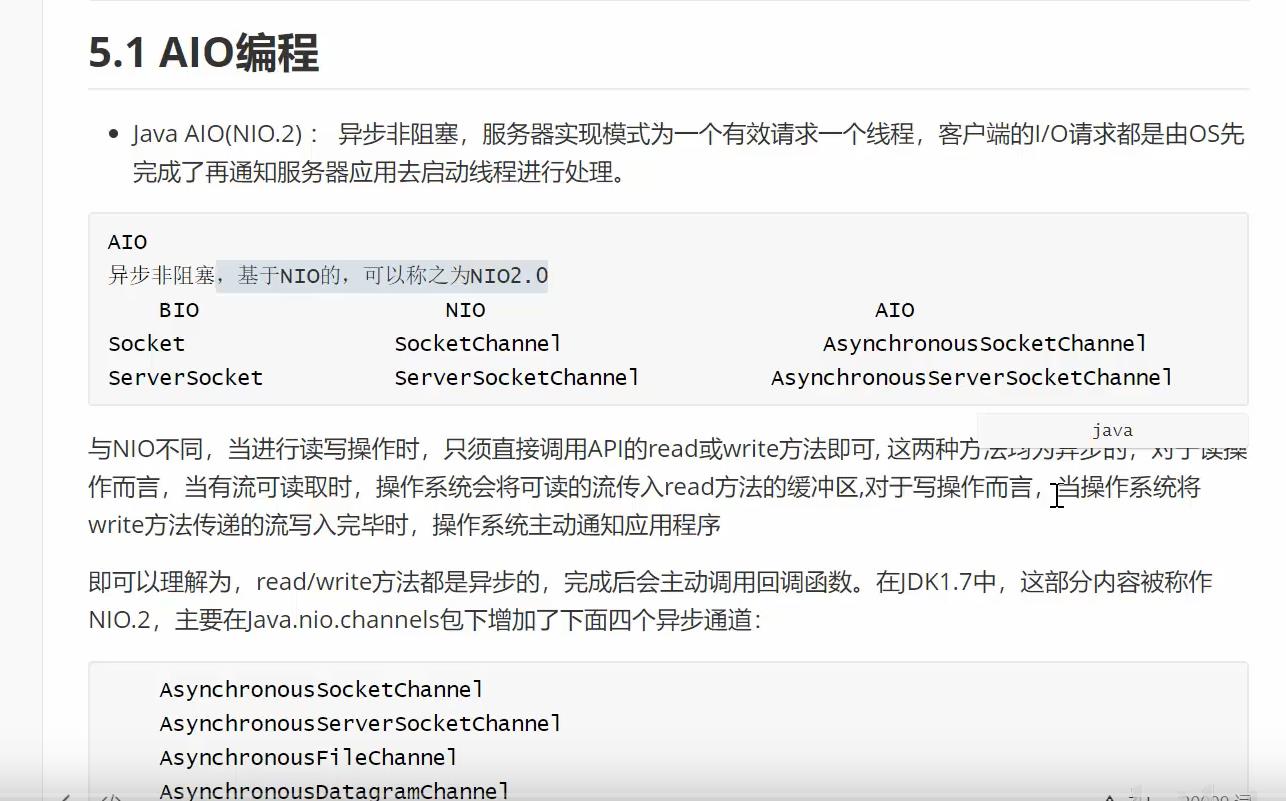 5.1 AIO编程
Java AIO(NIO.2) : 异步非阻塞，服务器实现模式为一个有效请求一个线程，客户端的I/O请求都是由OS先
完成了再通知服务器应用去启动线程进行处理。
AIO
异步非阻塞，基于NIO的，可以称之为NIO2.0
BIO NIO AIO
Socket SocketChannel AsynchronousSocketChannel
ServerSocket ServerSocketChannel AsynchronousServerSocketChannel
java
与NIO不同，当进行读写操作时，只须直接调用API的read或write方法即可, 这两种方法均为异步的，对于读操
作而言，当有流可读取时，操作系统会将可读的流传入read方法的缓冲区,对于写操作而言，当操作系统将
write方法传递的流写入完毕时，操作系统主动通知应用程序
即可以理解为，read/write方法都是异步的，完成后会主动调用回调函数。在JDK1.7中，这部分内容被称作
NIO.2，主要在Java.nio.channels包下增加了下面四个异步通道：
AsynchronousSocketChannel
AsynchronousServerSocketChannel
AsynchronousFileChannel
AsynchronousDatagramChannel